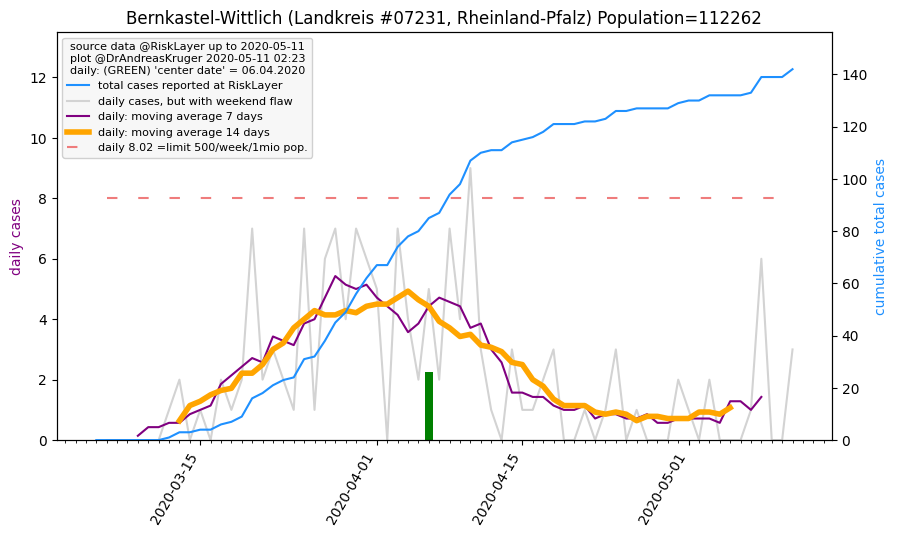 Bernkastel-Wittlich (Landkreis #07231, Rheinland-Pfalz) Population=112262
source data @RiskLayer up to 2020-05-11
plot @DrAndreasKruger 2020-05-11 02:23
daily: (GREEN) 'center date' = 06.04.2020
total cases reported at RiskLayer
daily cases, but with weekend flaw
daily: moving average 7 days
daily: moving average 14 days
daily 8.02 =limit 500/week/1mio pop.
daily cases
12
10
8
6
4
2
0
cumulative total cases
140
120
100
80
60
40
20
0
2020-03-15
2020-04-01
2020-04-15
2020-05-01